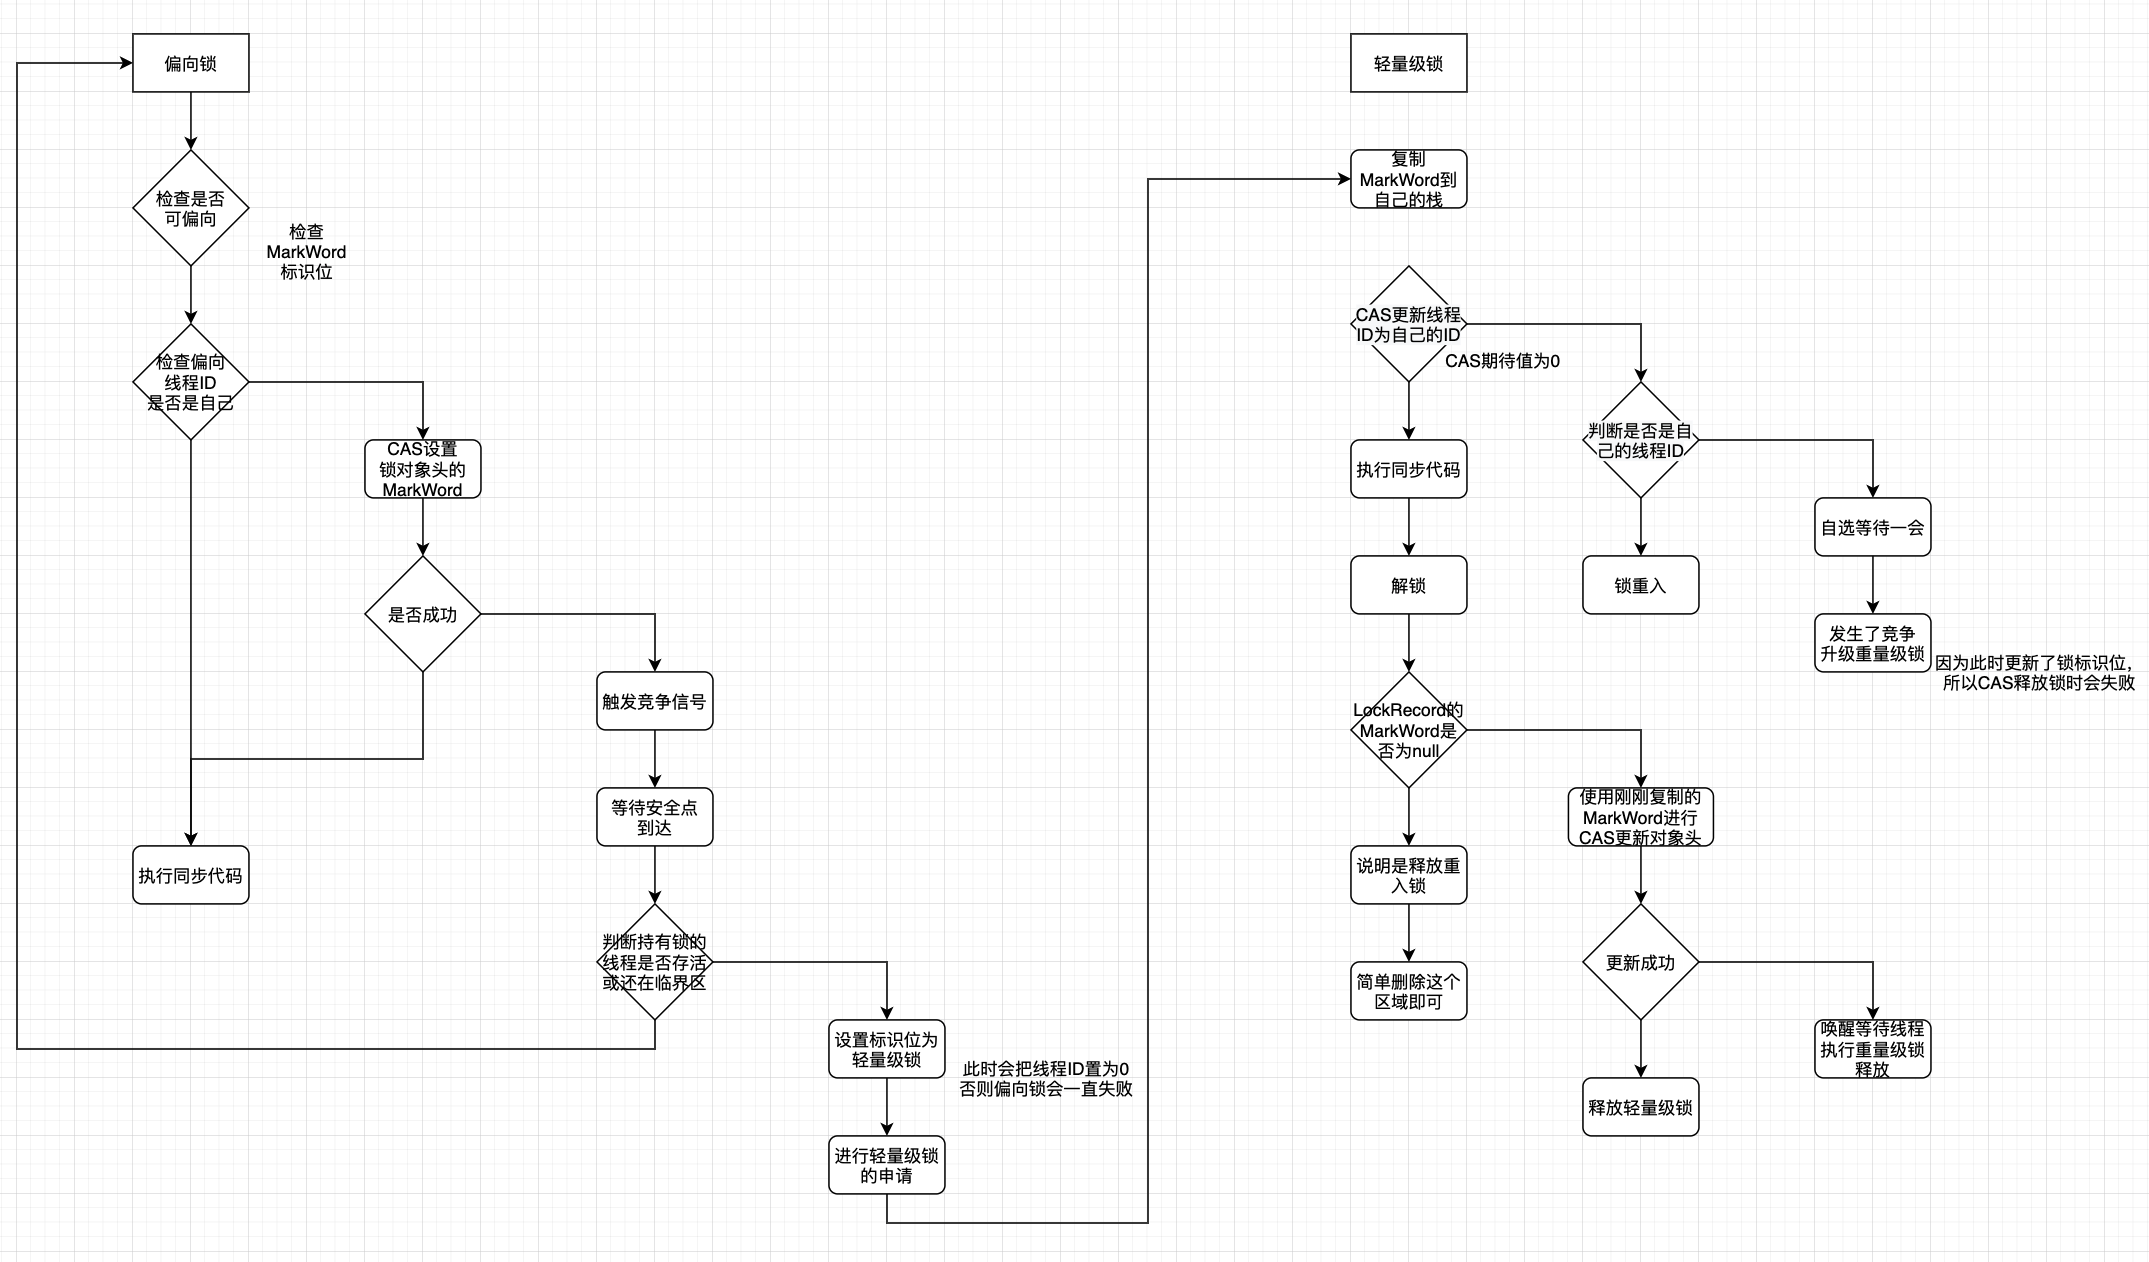 偏向锁
检查是否
可偏向
检查
MarkWord
标识位
检查偏向
线程ID
是否是自己
CAS设置
锁对象头的
MarkWord
是否成功
触发竞争信号
等待安全点
到达
执行同步代码
判断持有锁的
线程是否存活
或还在临界区
设置标识位为
轻量级锁
此时会把线程ID置为0
否则偏向锁会一直失败
进行轻量级锁
的申请
轻量级锁
复制
MarkWord到
自己的栈
CAS更新线程
ID为自己的ID
CAS期待值为0
判断是否是自
己的线程ID
执行同步代码
自选等待一会
解锁
锁重入
发生了竞争
升级重量级锁
因为此时更新了锁标识位，
所以CAS释放锁时会失败
LockRecord的
MarkWord是
否为null
使用刚刚复制的
MarkWord进行
CAS更新对象头
说明是释放重
入锁
更新成功
简单删除这个
区域即可
唤醒等待线程
执行重量级锁
释放
释放轻量级锁